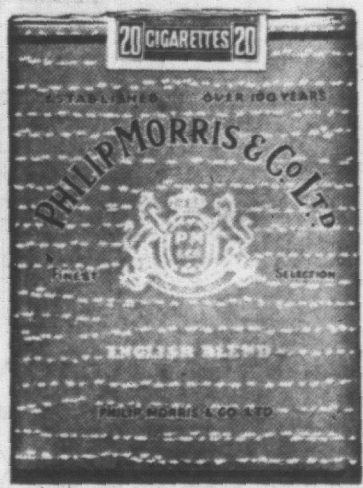 20 CIGARETTES 20
ESTABLISHED OVER 100 YEARS
PHILIP MORRIS & CO LTD
FINEST SELECTION
ENGLISH BLEND
PHILIP MORRIS & CO LTD